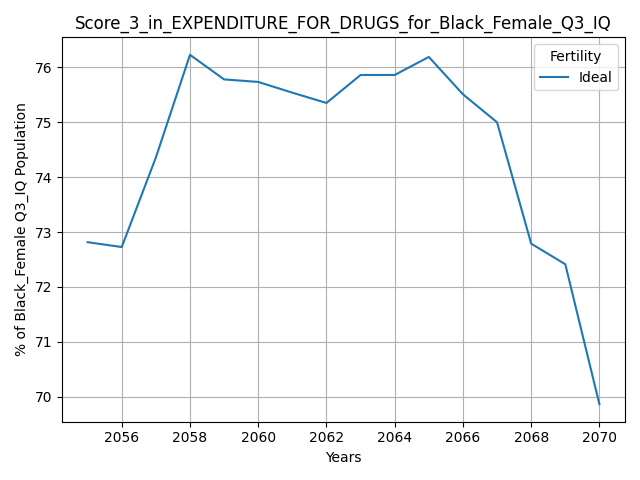 Score_3_in_EXPENDITURE_FOR_DRUGS_for_Black_Female_Q3_IQ
Fertility
Ideal
76
75
74
73
72
71
70
% of Black_Female Q3_IQ Population
2056 2058 2060 2062 2064 2066 2068 2070
Years